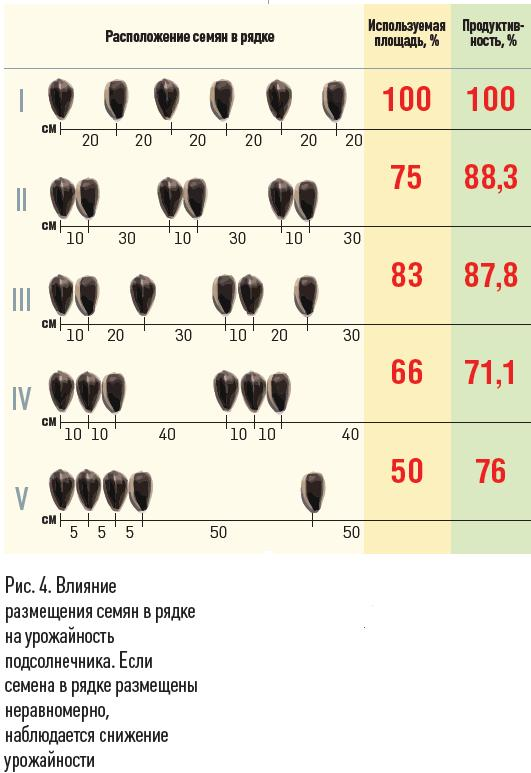 Расположение семян в рядке
Используемая площадь, %
Продуктив-
ность, %
I
100
100
см
20 20 20 20 20 20
II
75
88,3
см
10 30 10 30 10 30
III
83
87,8
см
10 20 30 10 20 30
IV
66
71,1
см
10 10 40 10 10 40
V
50
76
см
5 5 5 50 50
Рис. 4. Влияние
размещения семян в рядке
на урожайность
подсолнечника. Если
семена в рядке размещены
неравномерно,
наблюдается снижение
урожайности